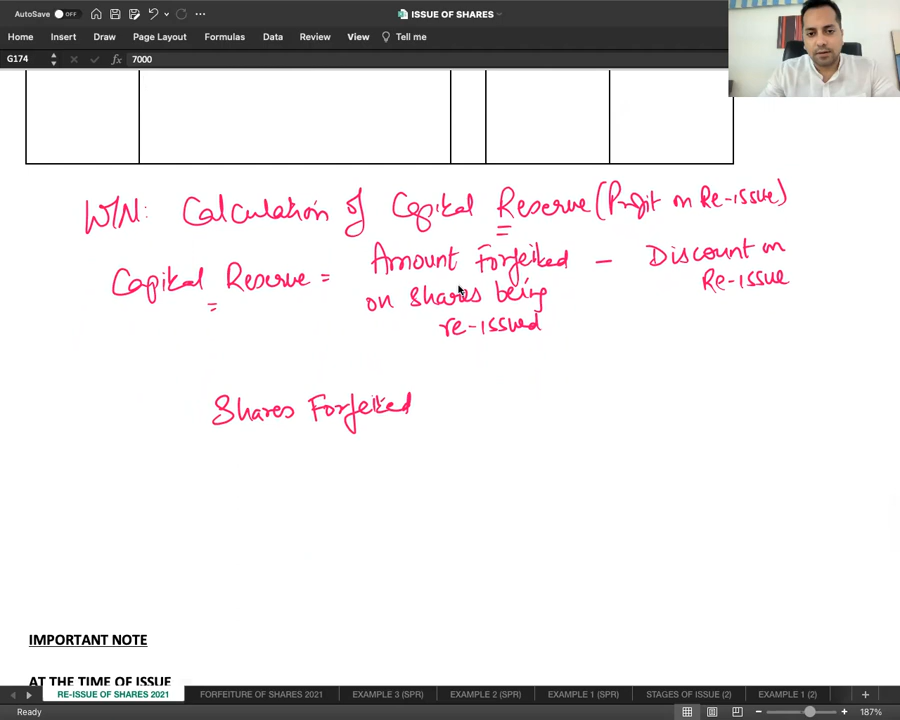 AutoSave OFF ISSUE OF SHARES
Home Insert Draw Page Layout Formulas Data Review View Tell me
G174 fx 7000
W/N: Calculation of Capital Reserve (Profit on Re-issue)
Capital Reserve = Amount Forfeited on shares being re-issued – Discount on Re-issue
Shares Forfeited
IMPORTANT NOTE
AT THE TIME OF ISSUE
RE-ISSUE OF SHARES 2021 FORFEITURE OF SHARES 2021 EXAMPLE 3 (SPR) EXAMPLE 2 (SPR) EXAMPLE 1 (SPR) STAGES OF ISSUE (2) EXAMPLE 1 (2)
Ready 187%